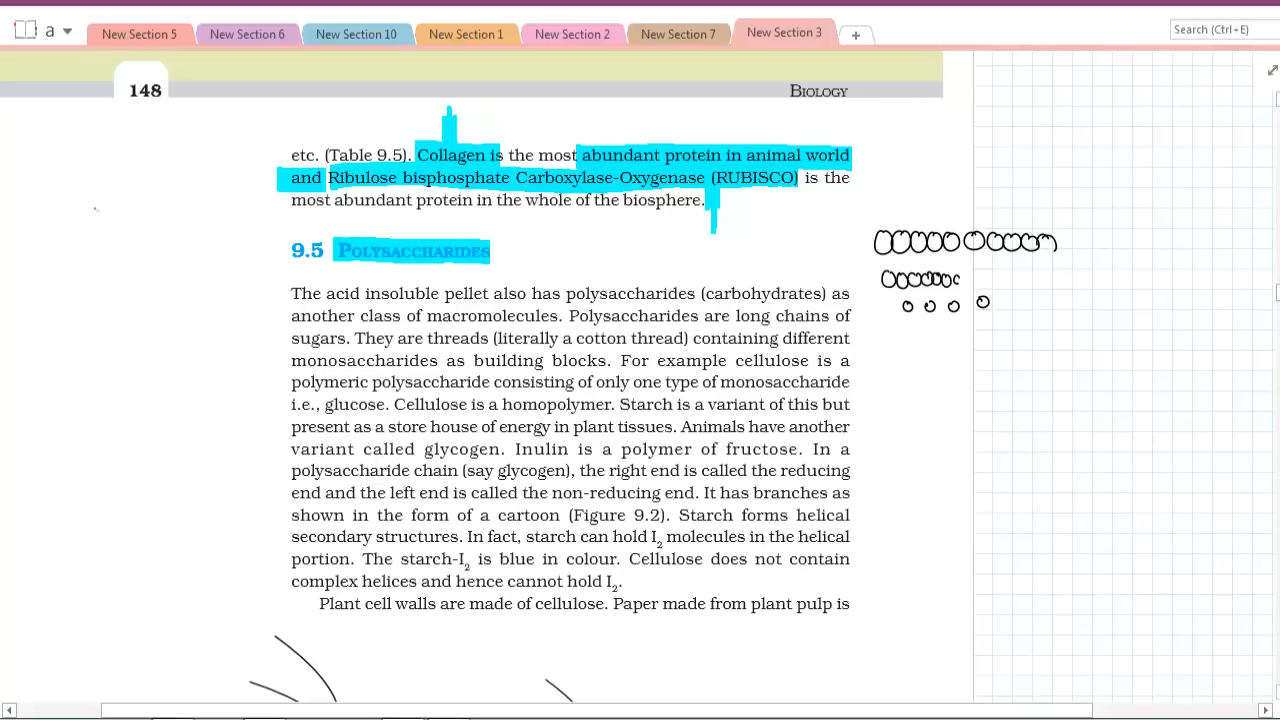 a
New Section 5
New Section 6
New Section 10
New Section 1
New Section 2
New Section 7
New Section 3
+
Search (Ctrl+E)
148
BIOLOGY
etc. (Table 9.5). Collagen is the most abundant protein in animal world
and Ribulose bisphosphate Carboxylase-Oxygenase (RUBISCO) is the
most abundant protein in the whole of the biosphere.
9.5 POLYSACCHARIDES
The acid insoluble pellet also has polysaccharides (carbohydrates) as
another class of macromolecules. Polysaccharides are long chains of
sugars. They are threads (literally a cotton thread) containing different
monosaccharides as building blocks. For example cellulose is a
polymeric polysaccharide consisting of only one type of monosaccharide
i.e., glucose. Cellulose is a homopolymer. Starch is a variant of this but
present as a store house of energy in plant tissues. Animals have another
variant called glycogen. Inulin is a polymer of fructose. In a
polysaccharide chain (say glycogen), the right end is called the reducing
end and the left end is called the non-reducing end. It has branches as
shown in the form of a cartoon (Figure 9.2). Starch forms helical
secondary structures. In fact, starch can hold I₂ molecules in the helical
portion. The starch-I₂ is blue in colour. Cellulose does not contain
complex helices and hence cannot hold I₂.
Plant cell walls are made of cellulose. Paper made from plant pulp is